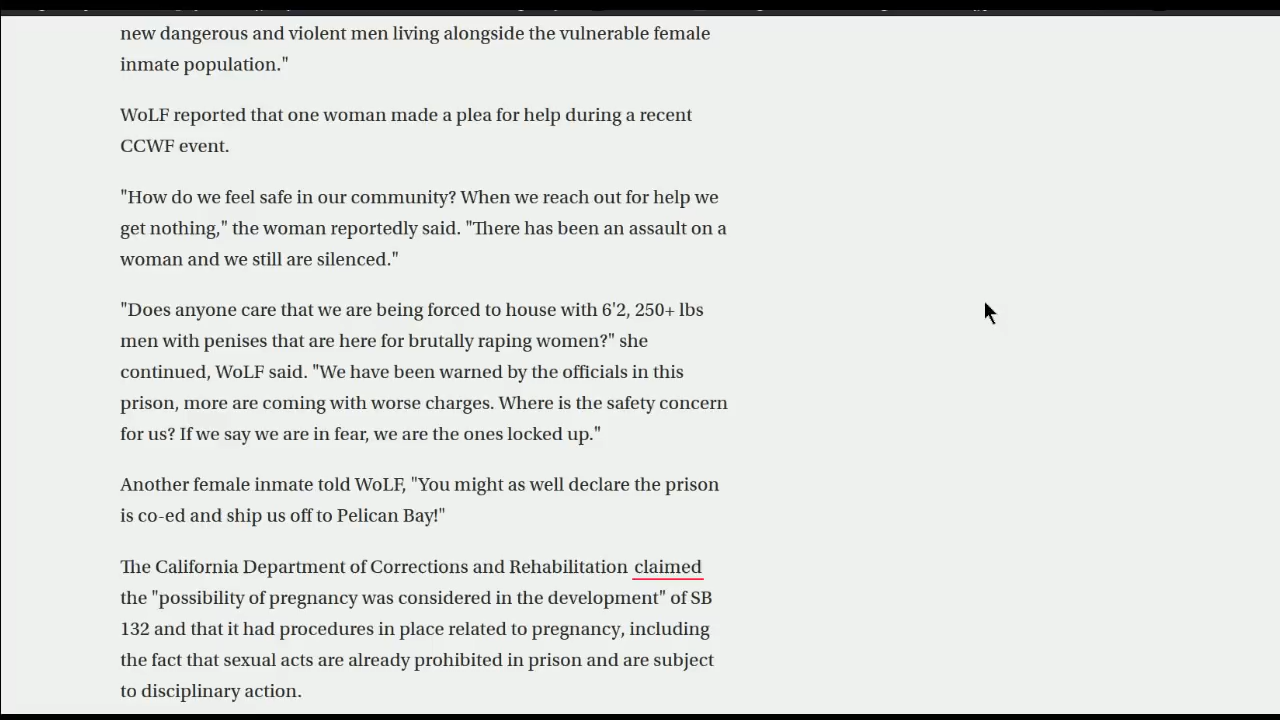 new dangerous and violent men living alongside the vulnerable female
inmate population."
WoLF reported that one woman made a plea for help during a recent
CCWF event.
"How do we feel safe in our community? When we reach out for help we
get nothing," the woman reportedly said. "There has been an assault on a
woman and we still are silenced."
"Does anyone care that we are being forced to house with 6'2, 250+ lbs
men with penises that are here for brutally raping women?" she
continued, WoLF said. "We have been warned by the officials in this
prison, more are coming with worse charges. Where is the safety concern
for us? If we say we are in fear, we are the ones locked up."
Another female inmate told WoLF, "You might as well declare the prison
is co-ed and ship us off to Pelican Bay!"
The California Department of Corrections and Rehabilitation claimed
the "possibility of pregnancy was considered in the development" of SB
132 and that it had procedures in place related to pregnancy, including
the fact that sexual acts are already prohibited in prison and are subject
to disciplinary action.